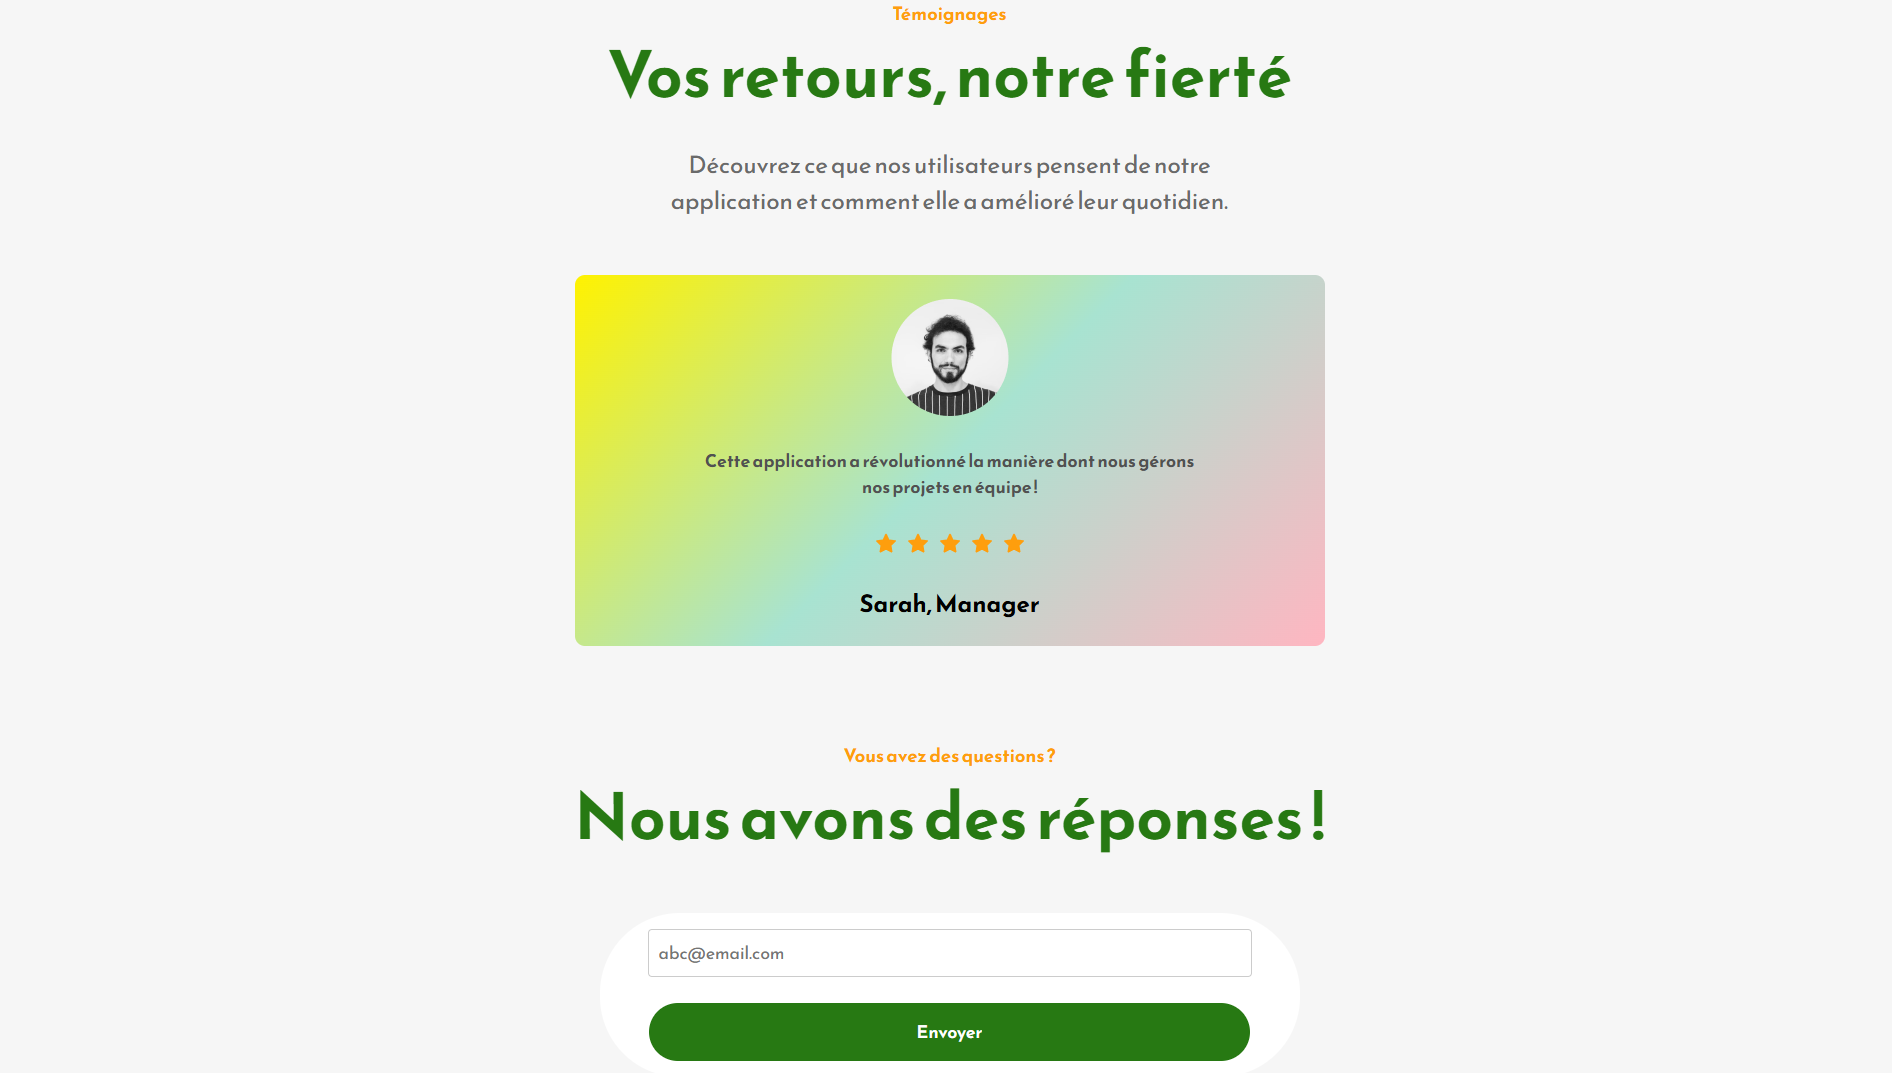 Témoignages
Vos retours, notre fierté
Découvrez ce que nos utilisateurs pensent de notre
application et comment elle a amélioré leur quotidien.
Cette application a révolutionné la manière dont nous gérons
nos projets en équipe !
Sarah, Manager
Vous avez des questions ?
Nous avons des réponses !
abc@email.com
Envoyer